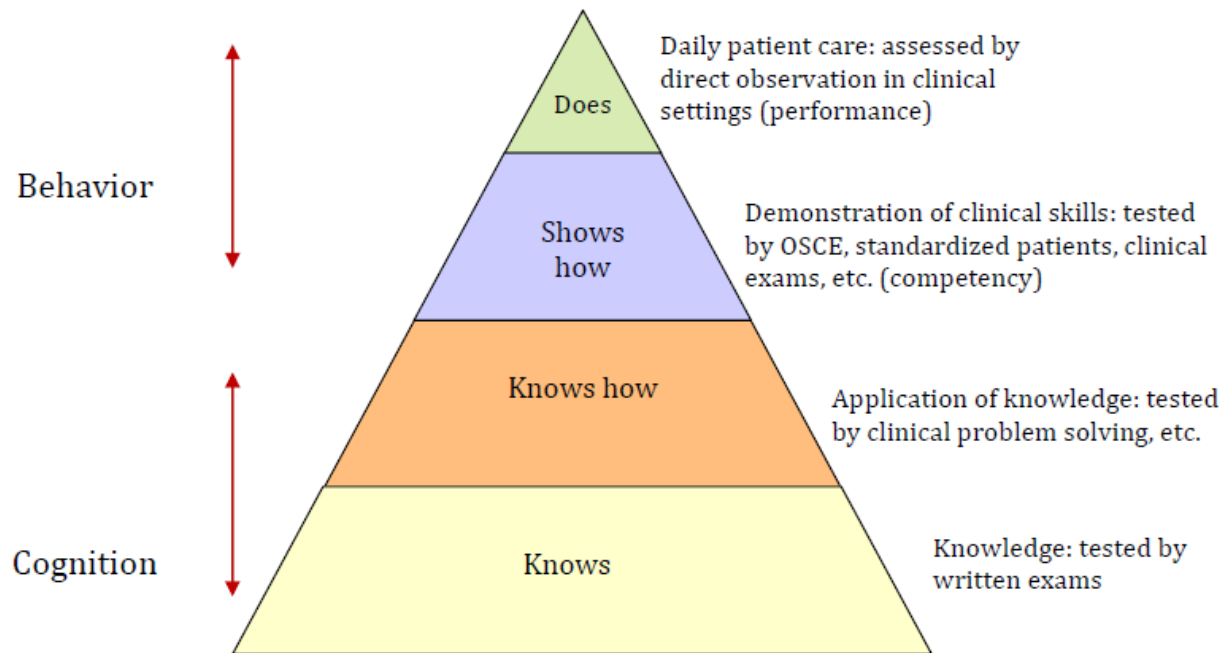 Daily patient care: assessed by
direct observation in clinical
settings (performance)
Does
Behavior
Demonstration of clinical skills: tested
by OSCE, standardized patients, clinical
exams, etc. (competency)
Shows
how
Knows how
Application of knowledge: tested
by clinical problem solving, etc.
Cognition
Knows
Knowledge: tested by
written exams